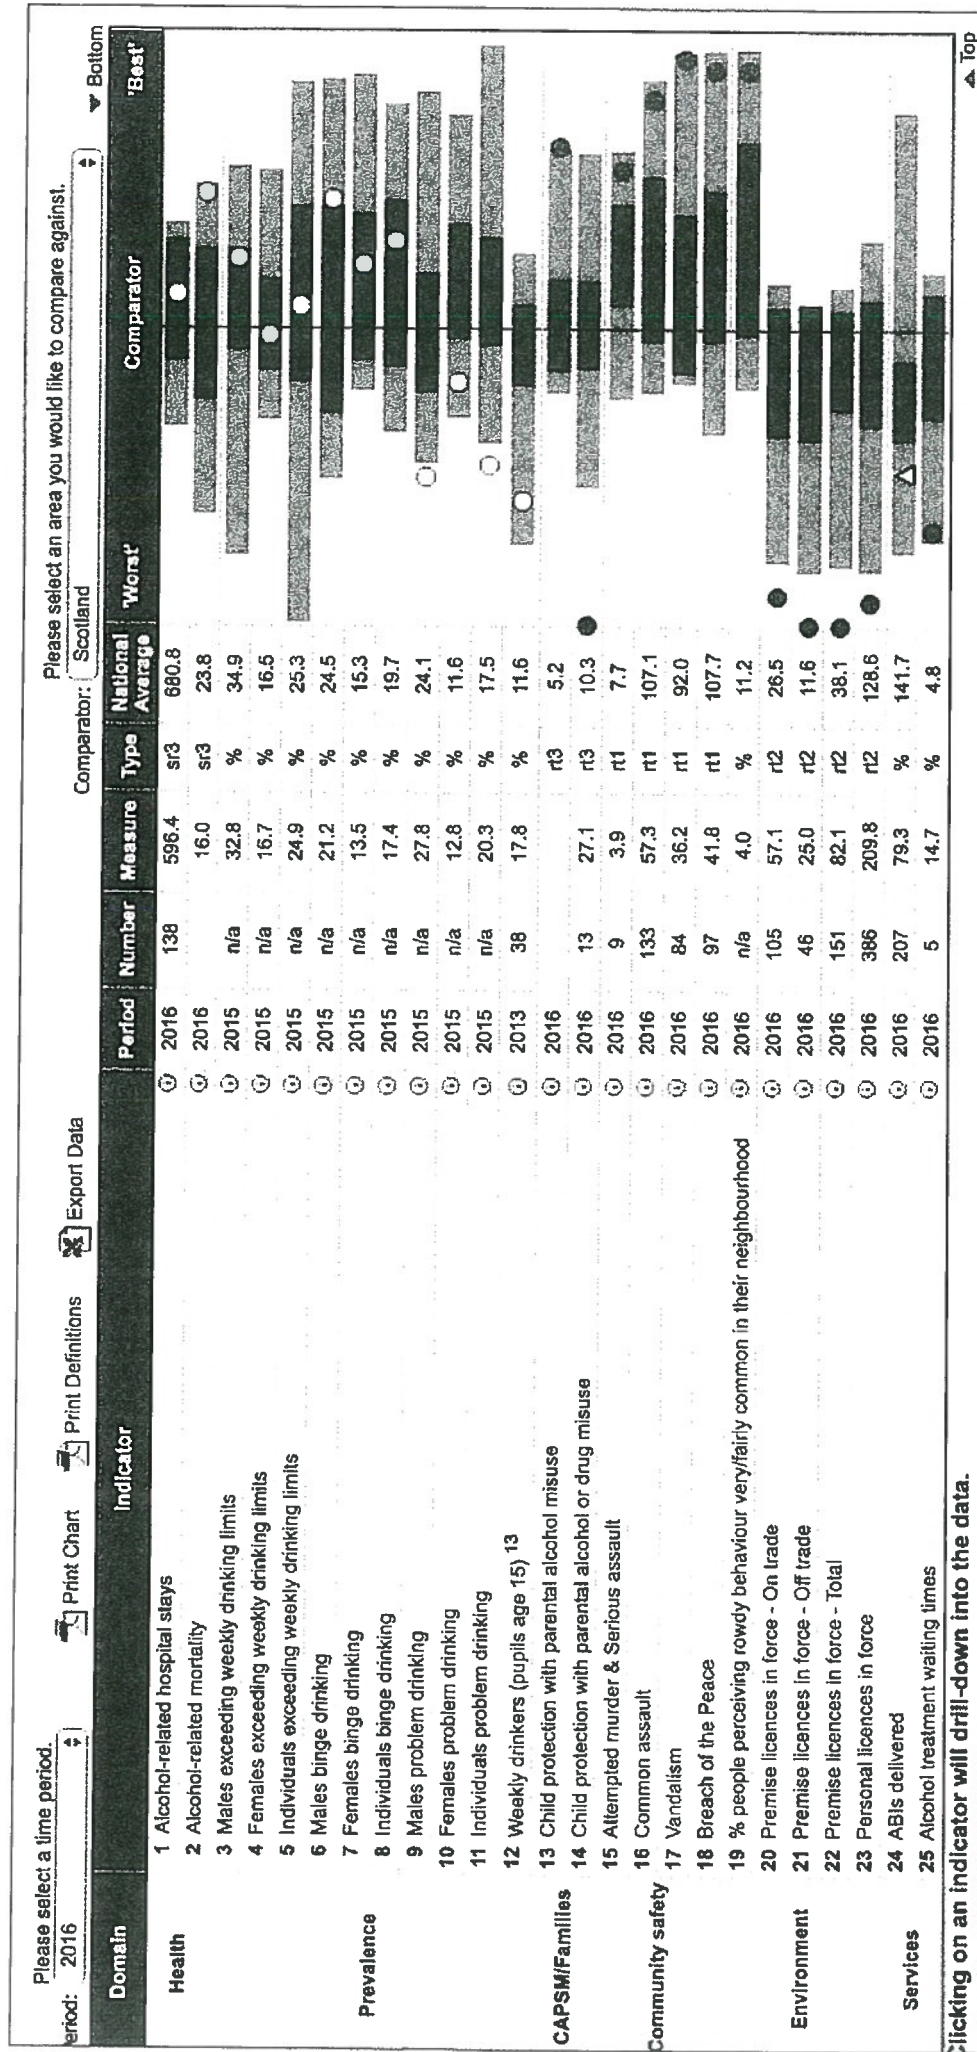 Please select a time period.
eriod: 2016
Print Chart Print Definitions Export Data
Please select an area you would like to compare against.
Comparator: Scotland
Bottom
Domain Indicator Period Number Measure Type National Average 'Worst' Comparator 'Best'
Health
1 Alcohol-related hospital stays 2016 138 596.4 sr3 680.8
2 Alcohol-related mortality 2016 16.0 sr3 23.8
Prevalence
3 Males exceeding weekly drinking limits 2015 n/a 32.8 % 34.9
4 Females exceeding weekly drinking limits 2015 n/a 16.7 % 16.5
5 Individuals exceeding weekly drinking limits 2015 n/a 24.9 % 25.3
6 Males binge drinking 2015 n/a 21.2 % 24.5
7 Females binge drinking 2015 n/a 13.5 % 15.3
8 Individuals binge drinking 2015 n/a 17.4 % 19.7
9 Males problem drinking 2015 n/a 27.8 % 24.1
10 Females problem drinking 2015 n/a 12.8 % 11.6
11 Individuals problem drinking 2015 n/a 20.3 % 17.5
12 Weekly drinkers (pupils age 15) 13 2013 38 17.8 % 11.6
CAPSM/Families
13 Child protection with parental alcohol misuse 2016 rt3 5.2
14 Child protection with parental alcohol or drug misuse 2016 13 27.1 rt3 10.3
Community safety
15 Attempted murder & Serious assault 2016 9 3.9 rt1 7.7
16 Common assault 2016 133 57.3 rt1 107.1
17 Vandalism 2016 84 36.2 rt1 92.0
18 Breach of the Peace 2016 97 41.8 rt1 107.7
19 % people perceiving rowdy behaviour very/fairly common in their neighbourhood 2016 n/a 4.0 % 11.2
Environment
20 Premise licences in force - On trade 2016 105 57.1 rt2 26.5
21 Premise licences in force - Off trade 2016 46 25.0 rt2 11.6
22 Premise licences in force - Total 2016 151 82.1 rt2 38.1
23 Personal licences in force 2016 386 209.8 rt2 128.6
Services
24 ABIs delivered 2016 207 79.3 % 141.7
25 Alcohol treatment waiting times 2016 5 14.7 % 4.8
Clicking on an indicator will drill-down into the data.
Top